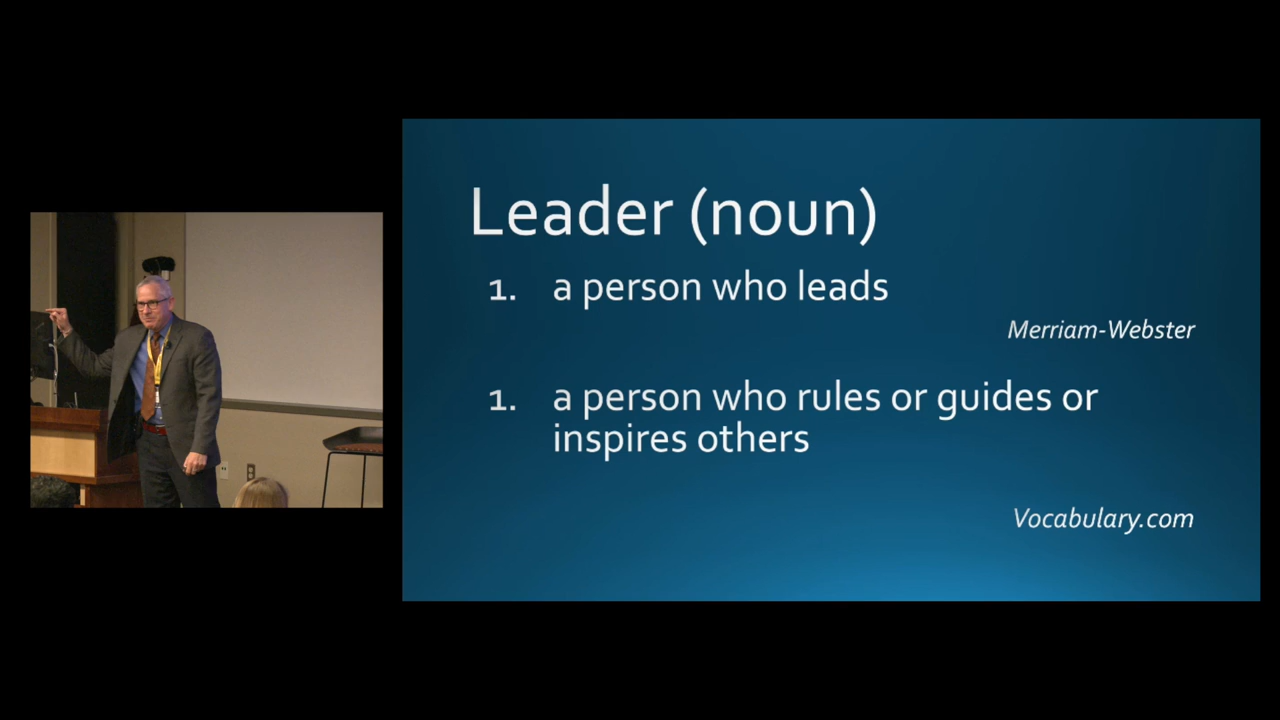 Leader (noun)
1. a person who leads
Merriam-Webster
1. a person who rules or guides or
inspires others
Vocabulary.com